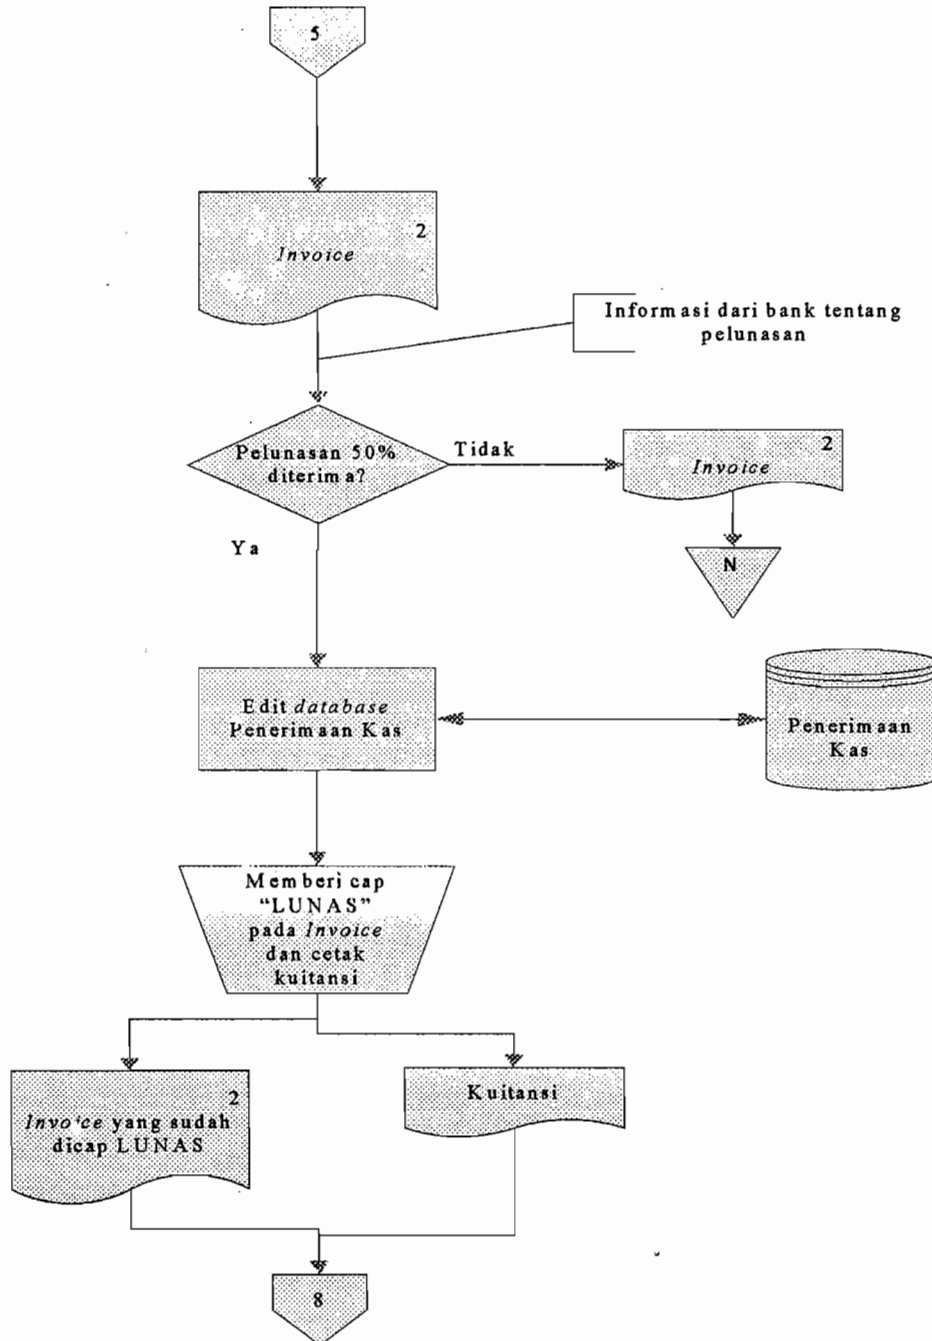 5
2
Invoice
Informasi dari bank tentang
pelunasan
Pelunasan 50%
diterima?
Tidak
2
Invoice
Ya
N
Edit database
Penerimaan Kas
Penerimaan
Kas
Memberi cap
“LUNAS”
pada Invoice
dan cetak
kuitansi
2
Invoice yang sudah
dicap LUNAS
Kuitansi
8